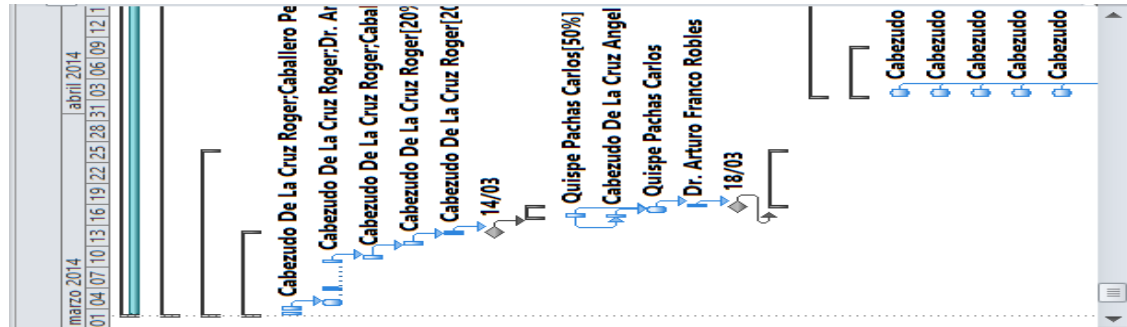 marzo 2014 abril 2014
01 04 07 10 13 16 19 22 25 28 31 03 06 09 12 1
Cabezudo De La Cruz Roger;Caballero Pe
Cabezudo De La Cruz Roger;Dr. Ar
Cabezudo De La Cruz Roger;Cabal
Cabezudo De La Cruz Roger[20%
Cabezudo De La Cruz Roger[20
14/03
Quispe Pachas Carlos[50%]
Cabezudo De La Cruz Angel
Quispe Pachas Carlos
Dr. Arturo Franco Robles
18/03
Cabezudo
Cabezudo
Cabezudo
Cabezudo
Cabezudo